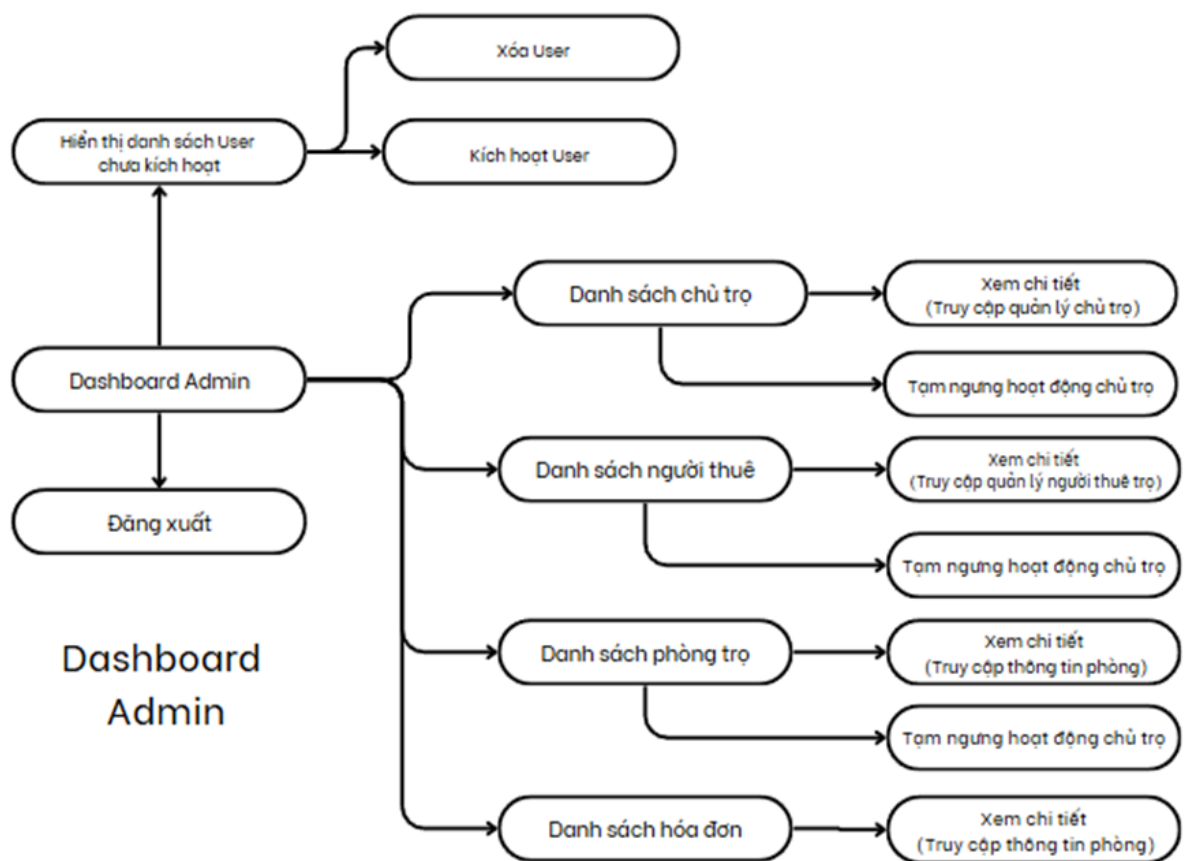 Xóa User
Hiển thị danh sách User
chưa kích hoạt
Kích hoạt User
Danh sách chủ trọ
Xem chi tiết
(Truy cập quản lý chủ trọ)
Dashboard Admin
Tạm ngưng hoạt động chủ trọ
Danh sách người thuê
Xem chi tiết
(Truy cập quản lý người thuê trọ)
Đăng xuất
Tạm ngưng hoạt động chủ trọ
Dashboard
Admin
Danh sách phòng trọ
Xem chi tiết
(Truy cập thông tin phòng)
Tạm ngưng hoạt động chủ trọ
Danh sách hóa đơn
Xem chi tiết
(Truy cập thông tin phòng)